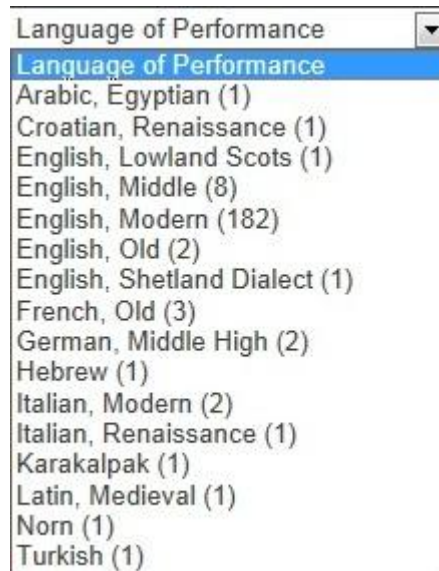 Language of Performance
Language of Performance
Arabic, Egyptian (1)
Croatian, Renaissance (1)
English, Lowland Scots (1)
English, Middle (8)
English, Modern (182)
English, Old (2)
English, Shetland Dialect (1)
French, Old (3)
German, Middle High (2)
Hebrew (1)
Italian, Modern (2)
Italian, Renaissance (1)
Karakalpak (1)
Latin, Medieval (1)
Norn (1)
Turkish (1)